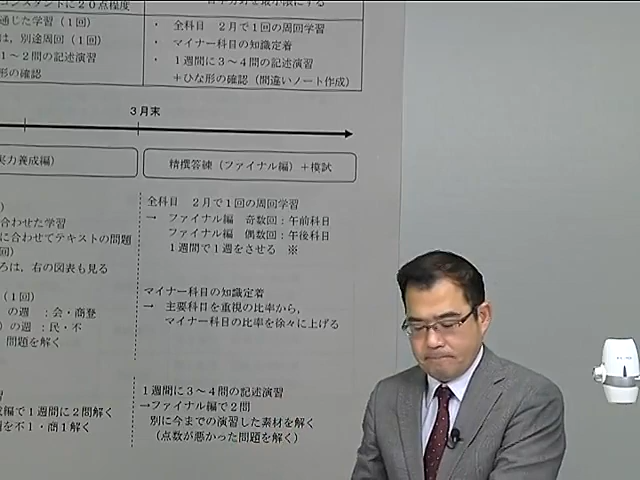 コンスタントに２０点程度
通じた学習（１回）
は，別途周回（１回）
１～２問の記述演習
形の確認
・ 全科目　２月で１回の周回学習
・ マイナー科目の知識定着
・ １週間に３～４問の記述演習
＋ひな形の確認（間違いノート作成）
３月末
実力養成編）
精撰答練（ファイナル編）＋模試
合わせた学習
に合わせてテキストの問題
回）
ろは，右の図表も見る
（１回）
の週　：会・商登
）の週　：民・不
問題を解く
成編で１週間に２問解く
を不１・商１解く
全科目　２月で１回の周回学習
→　ファイナル編　奇数回：午前科目
ファイナル編　偶数回：午後科目
１週間で１週をさせる　※
マイナー科目の知識定着
→　主要科目を重視の比率から，
マイナー科目の比率を徐々に上げる
１週間に３～４問の記述演習
→ファイナル編で２問
別に今までの演習した素材を解く
（点数が悪かった問題を解く）